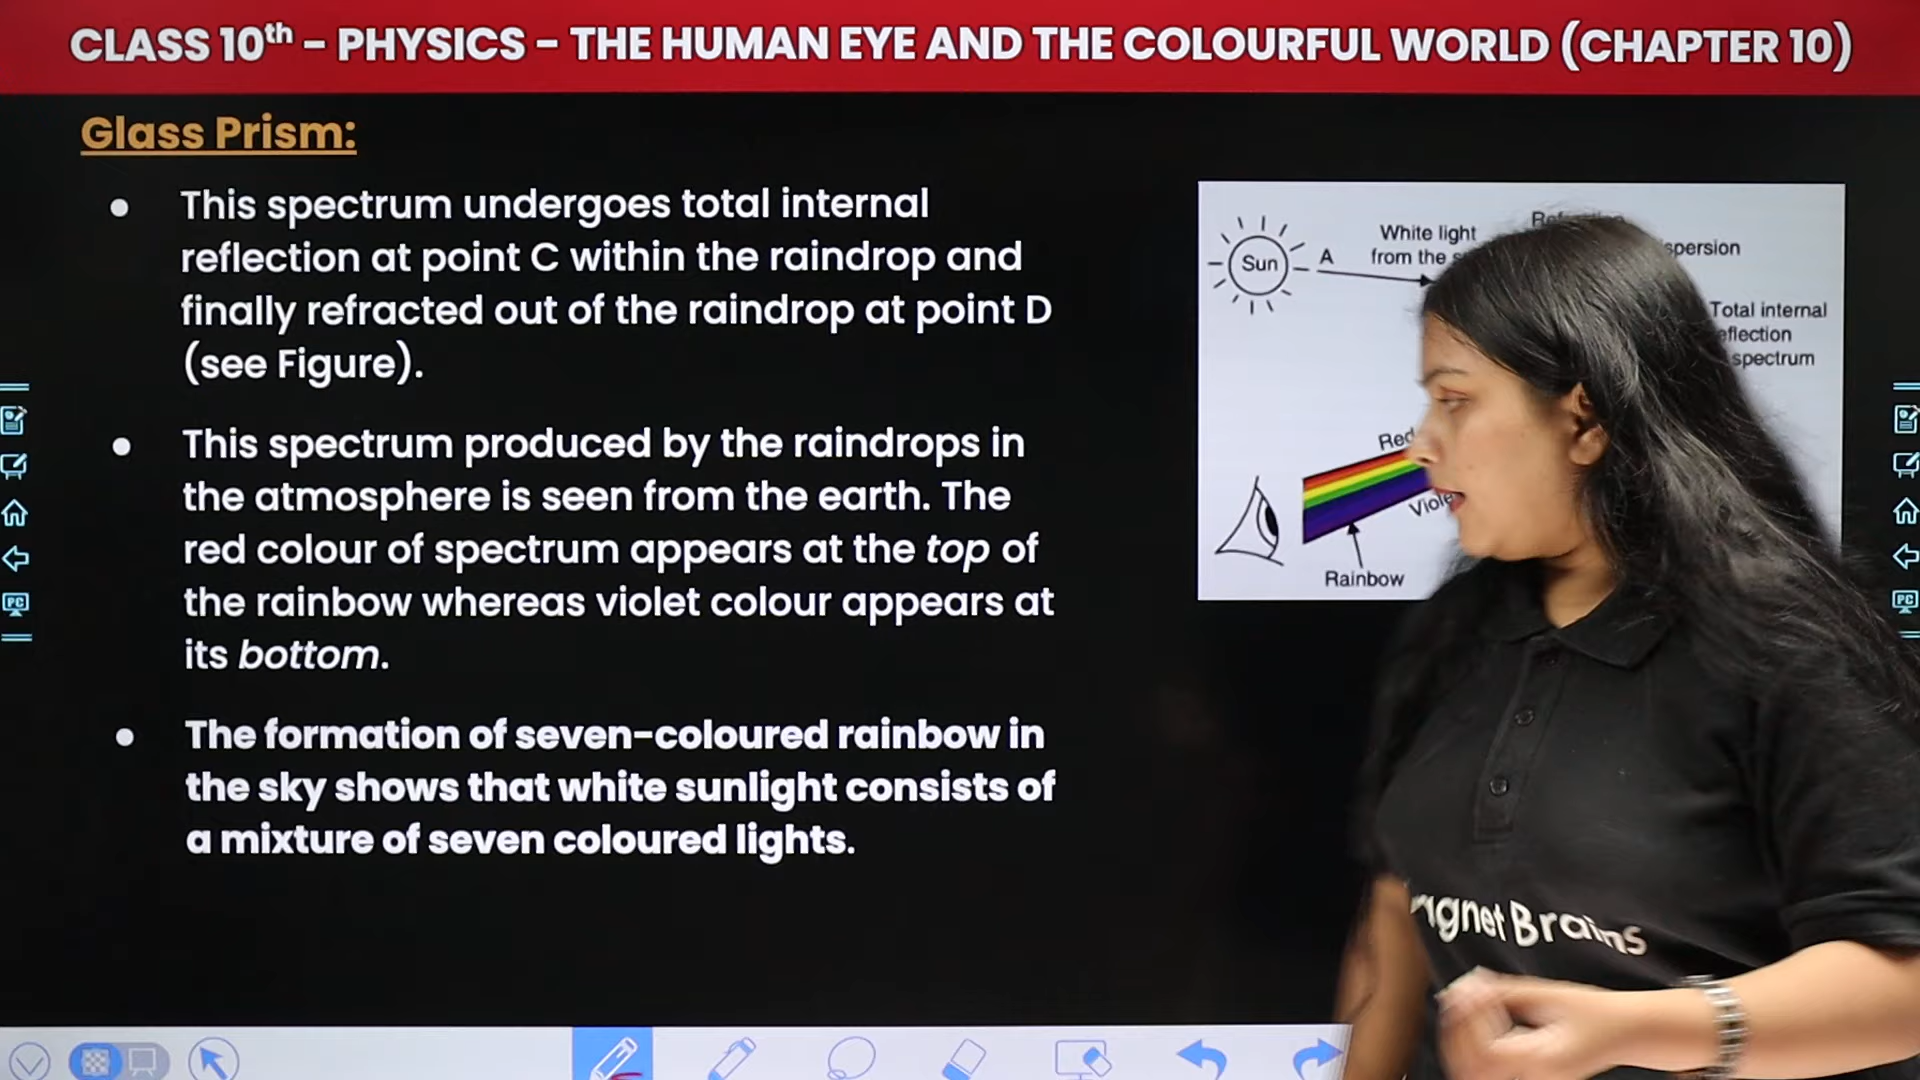 CLASS 10th – PHYSICS – THE HUMAN EYE AND THE COLOURFUL WORLD (CHAPTER 10)
Glass Prism:
• This spectrum undergoes total internal
reflection at point C within the raindrop and
finally refracted out of the raindrop at point D
(see Figure).
• This spectrum produced by the raindrops in
the atmosphere is seen from the earth. The
red colour of spectrum appears at the top of
the rainbow whereas violet colour appears at
its bottom.
• The formation of seven-coloured rainbow in
the sky shows that white sunlight consists of
a mixture of seven coloured lights.
Sun
A
White light
from the
Total internal
spectrum
Red
Rainbow
Brains
PC
PC